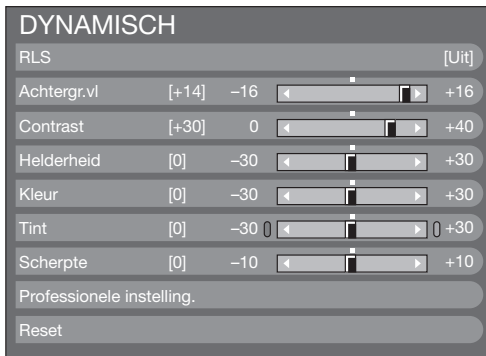 DYNAMISCH
RLS [Uit]
Achtergr.vl [+14] –16 +16
Contrast [+30] 0 +40
Helderheid [0] –30 +30
Kleur [0] –30 +30
Tint [0] –30 +30
Scherpte [0] –10 +10
Professionele instelling.
Reset